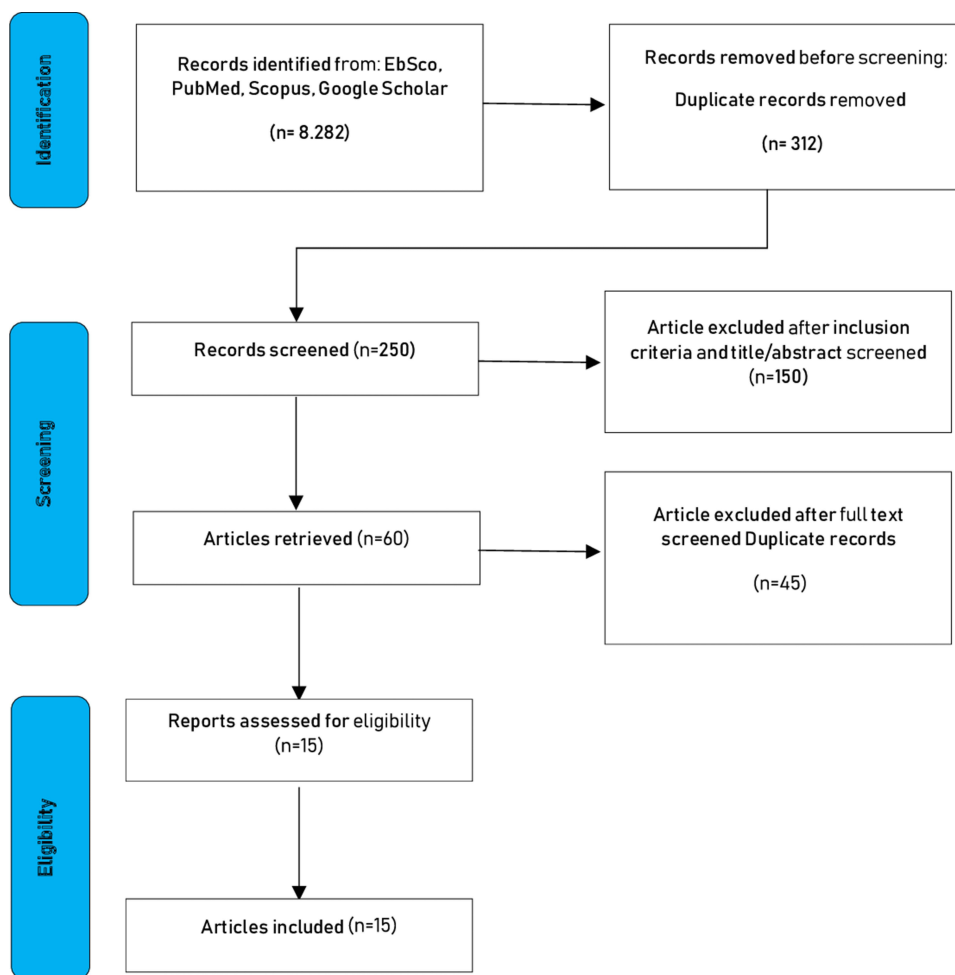 Identification
Records identified from: EbSco,
PubMed, Scopus, Google Scholar
(n= 8.282)
Records removed before screening:
Duplicate records removed
(n= 312)
Screening
Records screened (n=250)
Article excluded after inclusion
criteria and title/abstract screened
(n=150)
Articles retrieved (n=60)
Article excluded after full text
screened Duplicate records
(n=45)
Eligibility
Reports assessed for eligibility
(n=15)
Articles included (n=15)